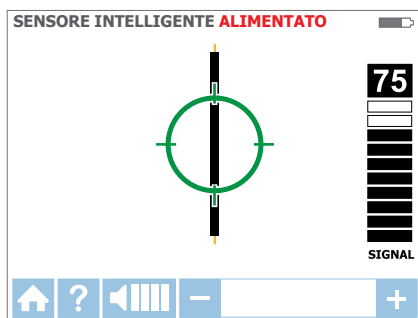 SENSORE INTELLIGENTE ALIMENTATO
75
SIGNAL
?
− +